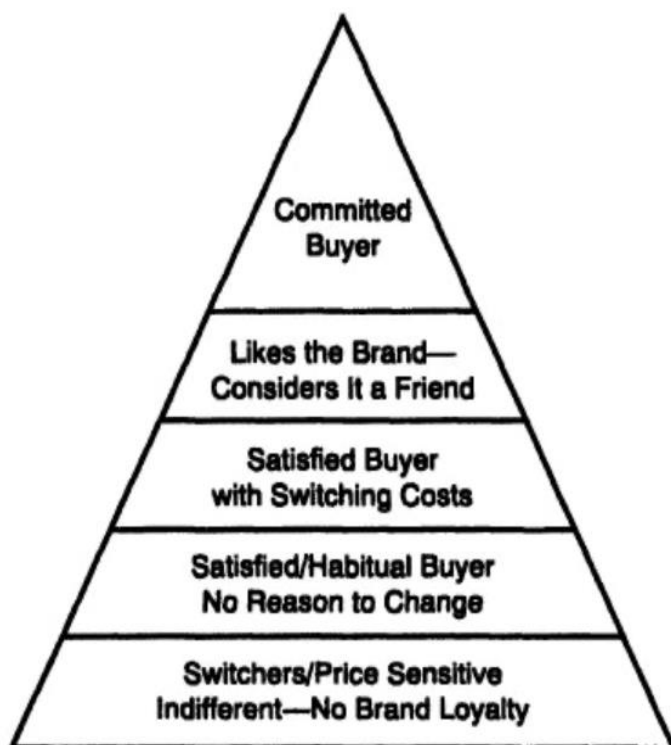 Committed
Buyer
Likes the Brand—
Considers It a Friend
Satisfied Buyer
with Switching Costs
Satisfied/Habitual Buyer
No Reason to Change
Switchers/Price Sensitive
Indifferent—No Brand Loyalty